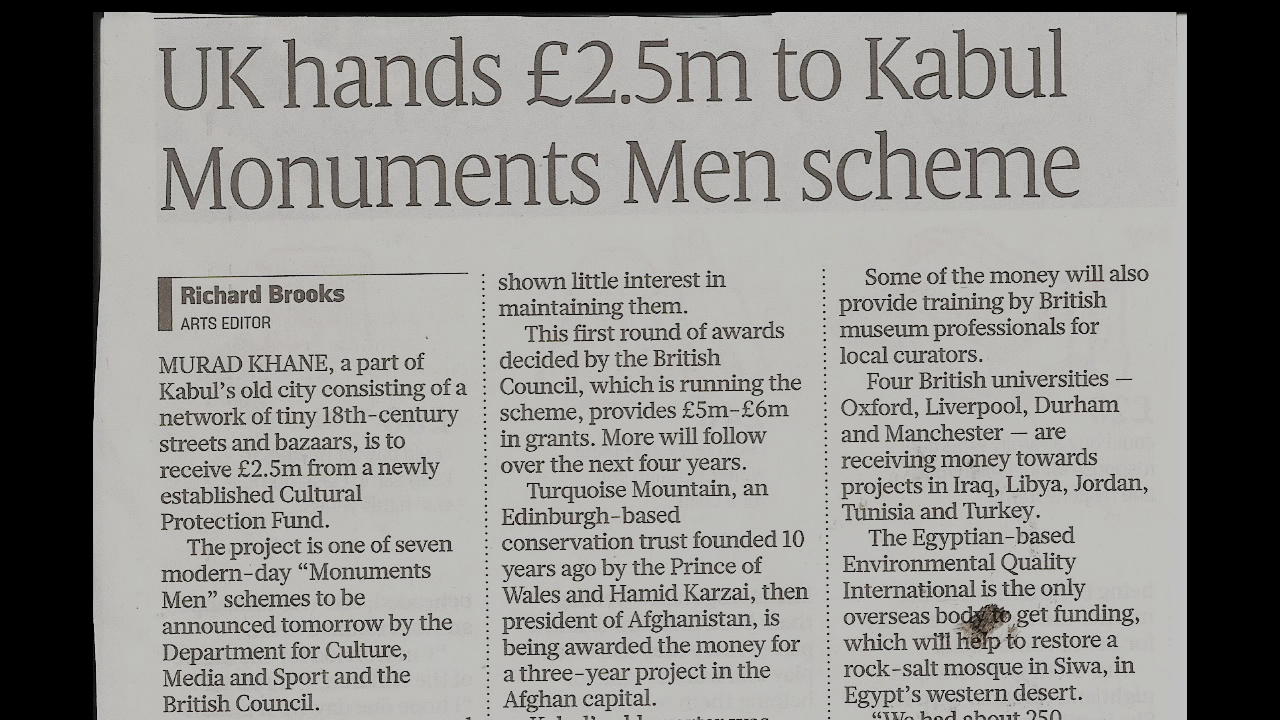 UK hands £2.5m to Kabul
Monuments Men scheme
Richard Brooks
ARTS EDITOR
MURAD KHANE, a part of
Kabul's old city consisting of a
network of tiny 18th-century
streets and bazaars, is to
receive £2.5m from a newly
established Cultural
Protection Fund.
The project is one of seven
modern-day “Monuments
Men” schemes to be
announced tomorrow by the
Department for Culture,
Media and Sport and the
British Council.
shown little interest in
maintaining them.
This first round of awards
decided by the British
Council, which is running the
scheme, provides £5m-£6m
in grants. More will follow
over the next four years.
Turquoise Mountain, an
Edinburgh-based
conservation trust founded 10
years ago by the Prince of
Wales and Hamid Karzai, then
president of Afghanistan, is
being awarded the money for
a three-year project in the
Afghan capital.
Some of the money will also
provide training by British
museum professionals for
local curators.
Four British universities —
Oxford, Liverpool, Durham
and Manchester — are
receiving money towards
projects in Iraq, Libya, Jordan,
Tunisia and Turkey.
The Egyptian-based
Environmental Quality
International is the only
overseas body to get funding,
which will help to restore a
rock-salt mosque in Siwa, in
Egypt's western desert.
“We had about 250